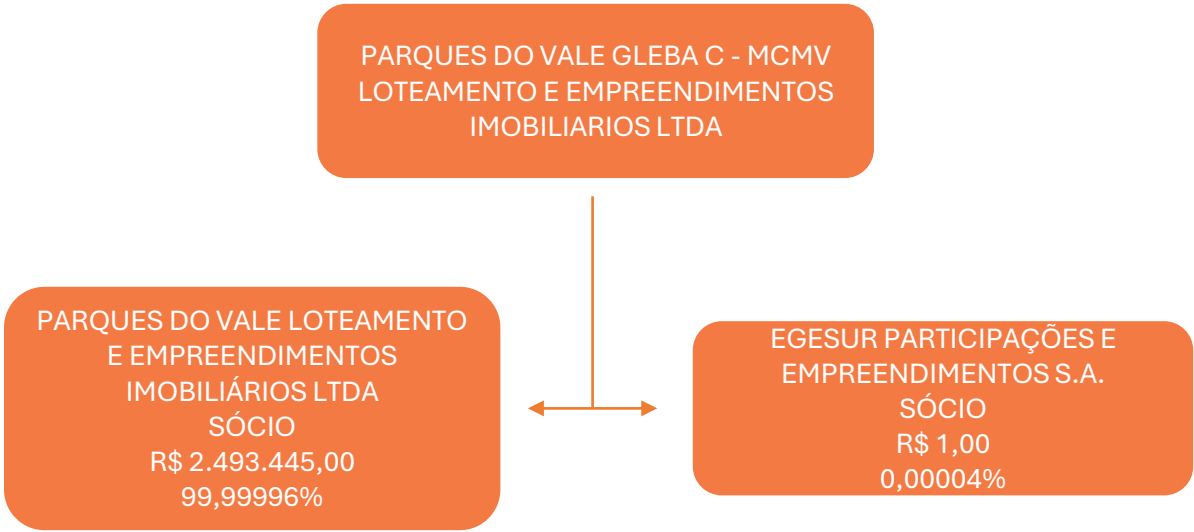 PARQUES DO VALE GLEBA C - MCMV
LOTEAMENTO E EMPREENDIMENTOS
IMOBILIARIOS LTDA
PARQUES DO VALE LOTEAMENTO
E EMPREENDIMENTOS
IMOBILIÁRIOS LTDA
SÓCIO
R$ 2.493.445,00
99,99996%
EGESUR PARTICIPAÇÕES E
EMPREENDIMENTOS S.A.
SÓCIO
R$ 1,00
0,00004%